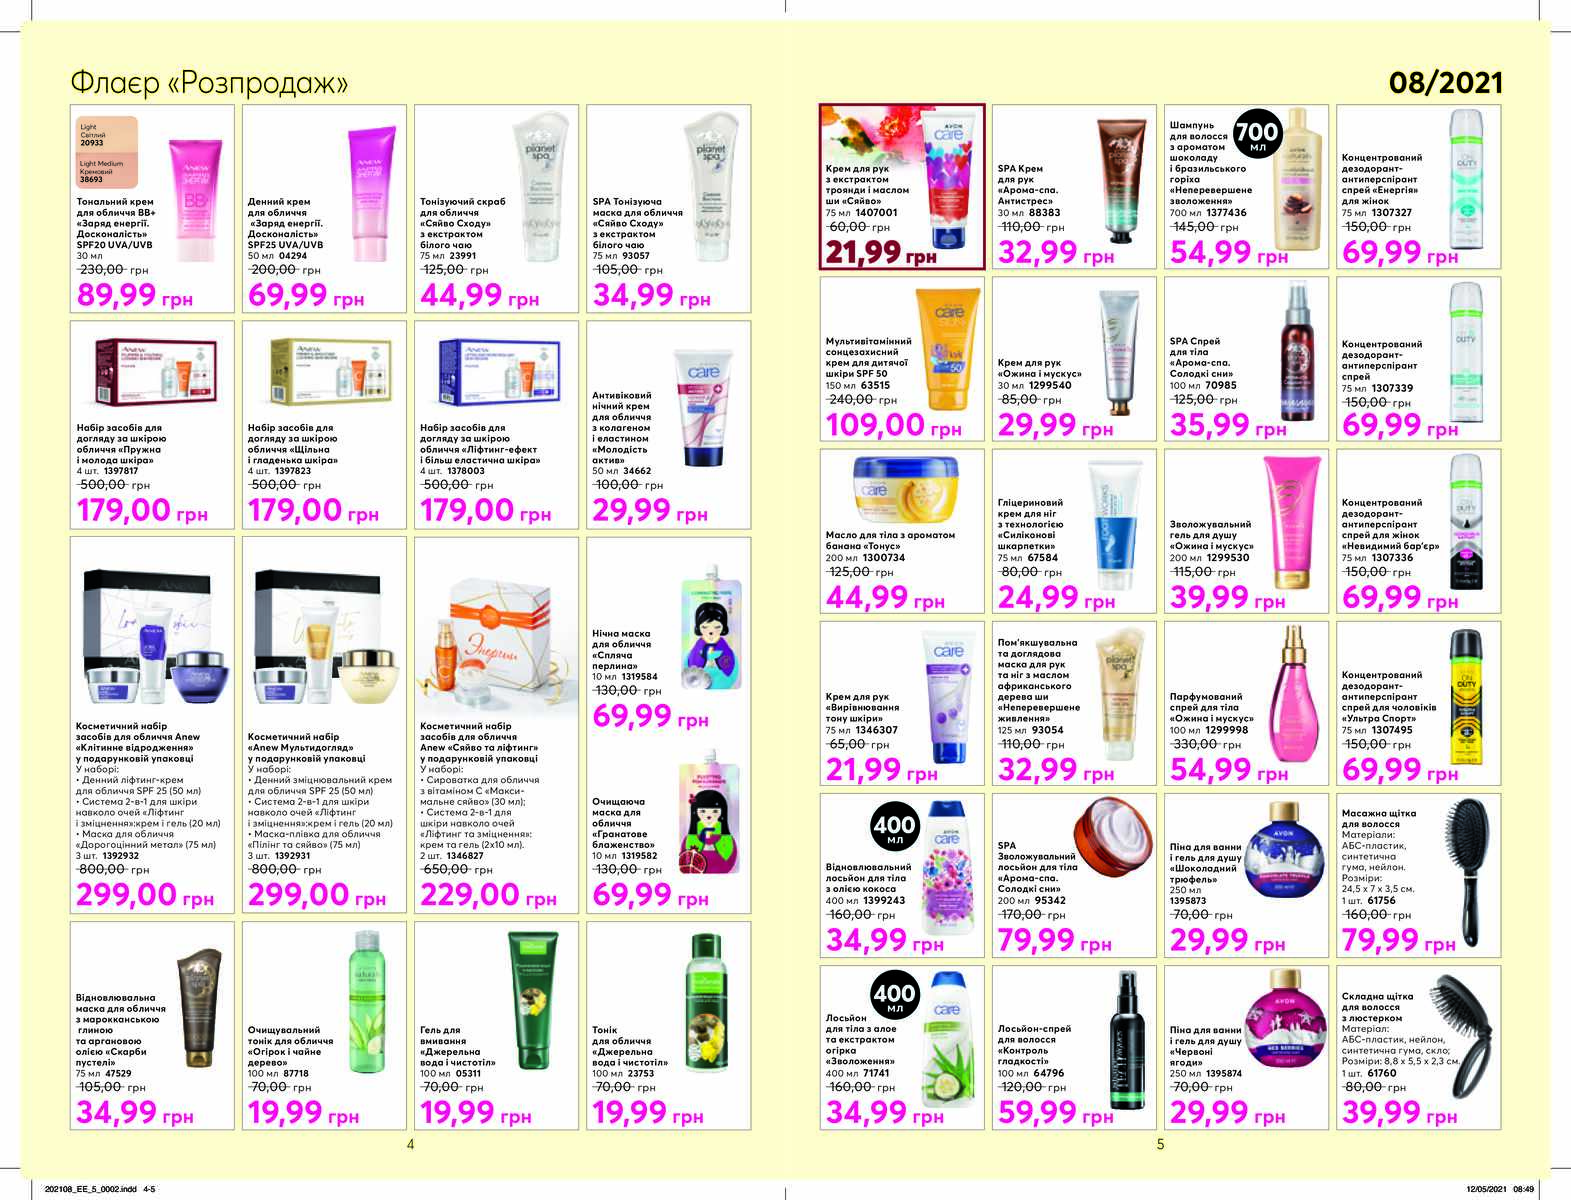 Флаєр «Розпродаж»
08/2021
Light
Світлий
20933
Light Medium
Кремовий
38693
Тональний крем
для обличчя BB+
«Заряд енергії.
Досконалість»
SPF20 UVA/UVB
30 мл
230,00 грн
89,99 грн
Денний крем
для обличчя
«Заряд енергії.
Досконалість»
SPF25 UVA/UVB
50 мл 04294
200,00 грн
69,99 грн
Тонізуючий скраб
для обличчя
«Сяйво Сходу»
з екстрактом
білого чаю
75 мл 23991
125,00 грн
44,99 грн
SPA Тонізуюча
маска для обличчя
«Сяйво Сходу»
з екстрактом
білого чаю
75 мл 93057
105,00 грн
34,99 грн
Набір засобів для
догляду за шкірою
обличчя «Пружна
і молода шкіра»
4 шт. 1397817
500,00 грн
179,00 грн
Набір засобів для
догляду за шкірою
обличчя «Щільна
і гладенька шкіра»
4 шт. 1397823
500,00 грн
179,00 грн
Набір засобів для
догляду за шкірою
обличчя «Ліфтинг-ефект
і більш еластична шкіра»
4 шт. 1378003
500,00 грн
179,00 грн
Антивіковий
нічний крем
для обличчя
з колагеном
і еластином
«Молодість
актив»
50 мл 34662
100,00 грн
29,99 грн
Косметичний набір
засобів для обличчя Anew
«Клітинне відродження»
у подарунковій упаковці
У наборі:
• Денний ліфтинг-крем
для обличчя SPF 25 (50 мл)
• Система 2-в-1 для шкіри
навколо очей «Ліфтинг
і зміцнення»:крем і гель (20 мл)
• Маска для обличчя
«Дорогоцінний метал» (75 мл)
3 шт. 1392932
800,00 грн
299,00 грн
Косметичний набір
«Anew Мультидогляд»
у подарунковій упаковці
У наборі:
• Денний зміцнювальний крем
для обличчя SPF 25 (50 мл)
• Система 2-в-1 для шкіри
навколо очей «Ліфтинг
і зміцнення»:крем і гель (20 мл)
• Маска-плівка для обличчя
«Пілінг та сяйво» (75 мл)
3 шт. 1392931
800,00 грн
299,00 грн
Косметичний набір
засобів для обличчя
Anew «Сяйво та ліфтинг»
у подарунковій упаковці
У наборі:
• Сироватка для обличчя
з вітаміном С «Макси-
мальне сяйво» (30 мл);
• Система 2-в-1 для
шкіри навколо очей
«Ліфтинг та зміцнення»:
крем та гель (2х10 мл).
2 шт. 1346827
650,00 грн
229,00 грн
Нічна маска
для обличчя
«Спляча
перлина»
10 мл 1319584
130,00 грн
69,99 грн
Очищаюча
маска для
обличчя
«Гранатове
блаженство»
10 мл 1319582
130,00 грн
69,99 грн
Відновлювальна
маска для обличчя
з марокканською
глиною
та аргановою
олією «Скарби
пустелі»
75 мл 47529
105,00 грн
34,99 грн
Очищувальний
тонік для обличчя
«Огірок і чайне
дерево»
100 мл 87718
70,00 грн
19,99 грн
Гель для
вмивання
«Джерельна
вода і чистотіл»
100 мл 05311
70,00 грн
19,99 грн
Тонік
для обличчя
«Джерельна
вода і чистотіл»
100 мл 23753
70,00 грн
19,99 грн
4
Крем для рук
з екстрактом
троянди і маслом
ши «Сяйво»
75 мл 1407001
60,00 грн
21,99 грн
SPA Крем
для рук
«Арома-спа.
Антистрес»
30 мл 88383
110,00 грн
32,99 грн
Шампунь
для волосся
з ароматом
шоколаду
і бразильського
горіха
«Неперевершене
зволоження»
700 мл 1377436
145,00 грн
54,99 грн
700
мл
Концентрований
дезодорант-
антиперспірант
спрей «Енергія»
для жінок
75 мл 1307327
150,00 грн
69,99 грн
Мультивітамінний
сонцезахисний
крем для дитячої
шкіри SPF 50
150 мл 63515
240,00 грн
109,00 грн
Крем для рук
«Ожина і мускус»
30 мл 1299540
85,00 грн
29,99 грн
SPA Спрей
для тіла
«Арома-спа.
Солодкі сни»
100 мл 70985
125,00 грн
35,99 грн
Концентрований
дезодорант-
антиперспірант
спрей
75 мл 1307339
150,00 грн
69,99 грн
Масло для тіла з ароматом
банана «Тонус»
200 мл 1300734
125,00 грн
44,99 грн
Гліцериновий
крем для ніг
з технологією
«Силіконові
шкарпетки»
75 мл 67584
80,00 грн
24,99 грн
Зволожувальний
гель для душу
«Ожина і мускус»
200 мл 1299530
115,00 грн
39,99 грн
Концентрований
дезодорант-
антиперспірант
спрей для жінок
«Невидимий бар’єр»
75 мл 1307336
150,00 грн
69,99 грн
Крем для рук
«Вирівнювання
тону шкіри»
75 мл 1346307
65,00 грн
21,99 грн
Пом’якшувальна
та доглядова
маска для рук
та ніг з маслом
африканського
дерева ши
«Неперевершене
живлення»
125 мл 93054
110,00 грн
32,99 грн
Парфумований
спрей для тіла
«Ожина і мускус»
100 мл 1299998
330,00 грн
54,99 грн
Концентрований
дезодорант-
антиперспірант
спрей для чоловіків
«Ультра Спорт»
75 мл 1307495
150,00 грн
69,99 грн
400
мл
Відновлювальний
лосьйон для тіла
з олією кокоса
400 мл 1399243
160,00 грн
34,99 грн
SPA
Зволожувальний
лосьйон для тіла
«Арома-спа.
Солодкі сни»
200 мл 95342
170,00 грн
79,99 грн
Піна для ванни
і гель для душу
«Шоколадний
трюфель»
250 мл
1395873
70,00 грн
29,99 грн
Масажна щітка
для волосся
Матеріали:
АБС-пластик,
синтетична
гума, нейлон.
Розміри:
24,5 х 7 х 3,5 см.
1 шт. 61756
160,00 грн
79,99 грн
400
мл
Лосьйон
для тіла з алое
та екстрактом
огірка
«Зволоження»
400 мл 71741
160,00 грн
34,99 грн
Лосьйон-спрей
для волосся
«Контроль
гладкості»
100 мл 64796
120,00 грн
59,99 грн
Піна для ванни
і гель для душу
«Червоні
ягоди»
250 мл 1395874
70,00 грн
29,99 грн
Складна щітка
для волосся
з люстерком
Матеріал:
АБС-пластик, нейлон,
синтетична гума, скло;
Розміри: 8,8 х 5,5 х 2,3 см.
1 шт. 61760
80,00 грн
39,99 грн
5
202108_EE_5_0002.indd 4-5
12/05/2021 08:49